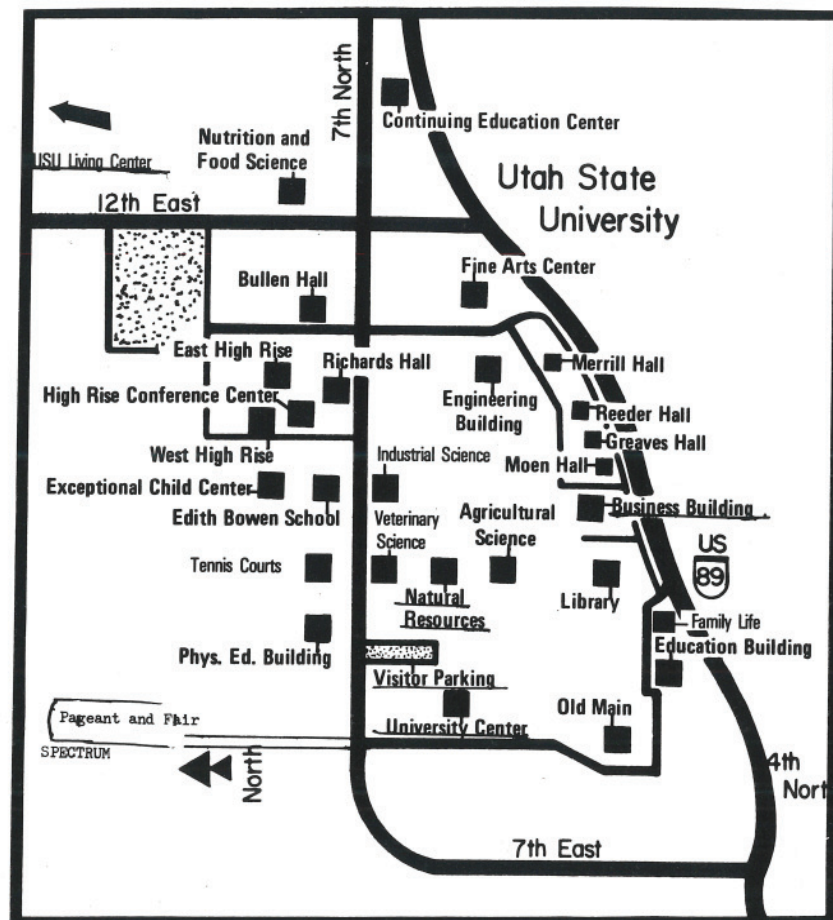 7th North
Continuing Education Center
Nutrition and
Food Science
USU Living Center
Utah State
University
12th East
Fine Arts Center
Bullen Hall
East High Rise
Richards Hall
Merrill Hall
High Rise Conference Center
Engineering
Building
Reeder Hall
Greaves Hall
West High Rise
Industrial Science
Moen Hall
Exceptional Child Center
Edith Bowen School
Business Building
Veterinary
Science
Agricultural
Science
US
89
Tennis Courts
Natural
Resources
Library
Family Life
Education Building
Phys. Ed. Building
Visitor Parking
Pageant and Fair
University Center
Old Main
SPECTRUM
North
4th
Nort
7th East